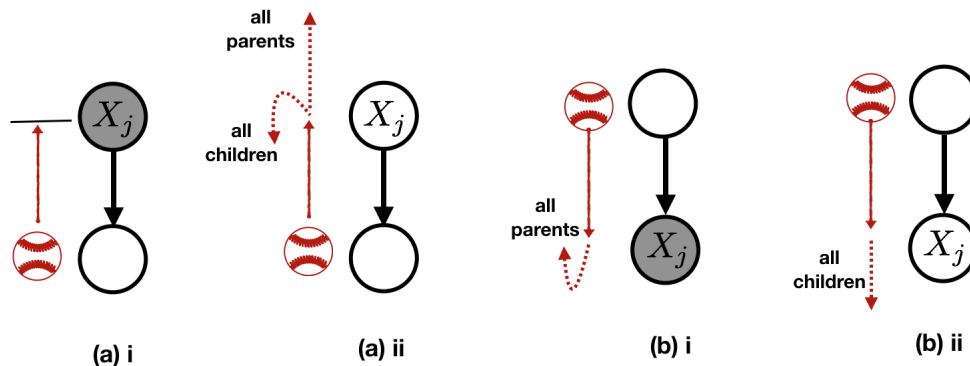 X_j
(a) i
all
parents
all
children
X_j
(a) ii
all
parents
X_j
(b) i
all
children
X_j
(b) ii